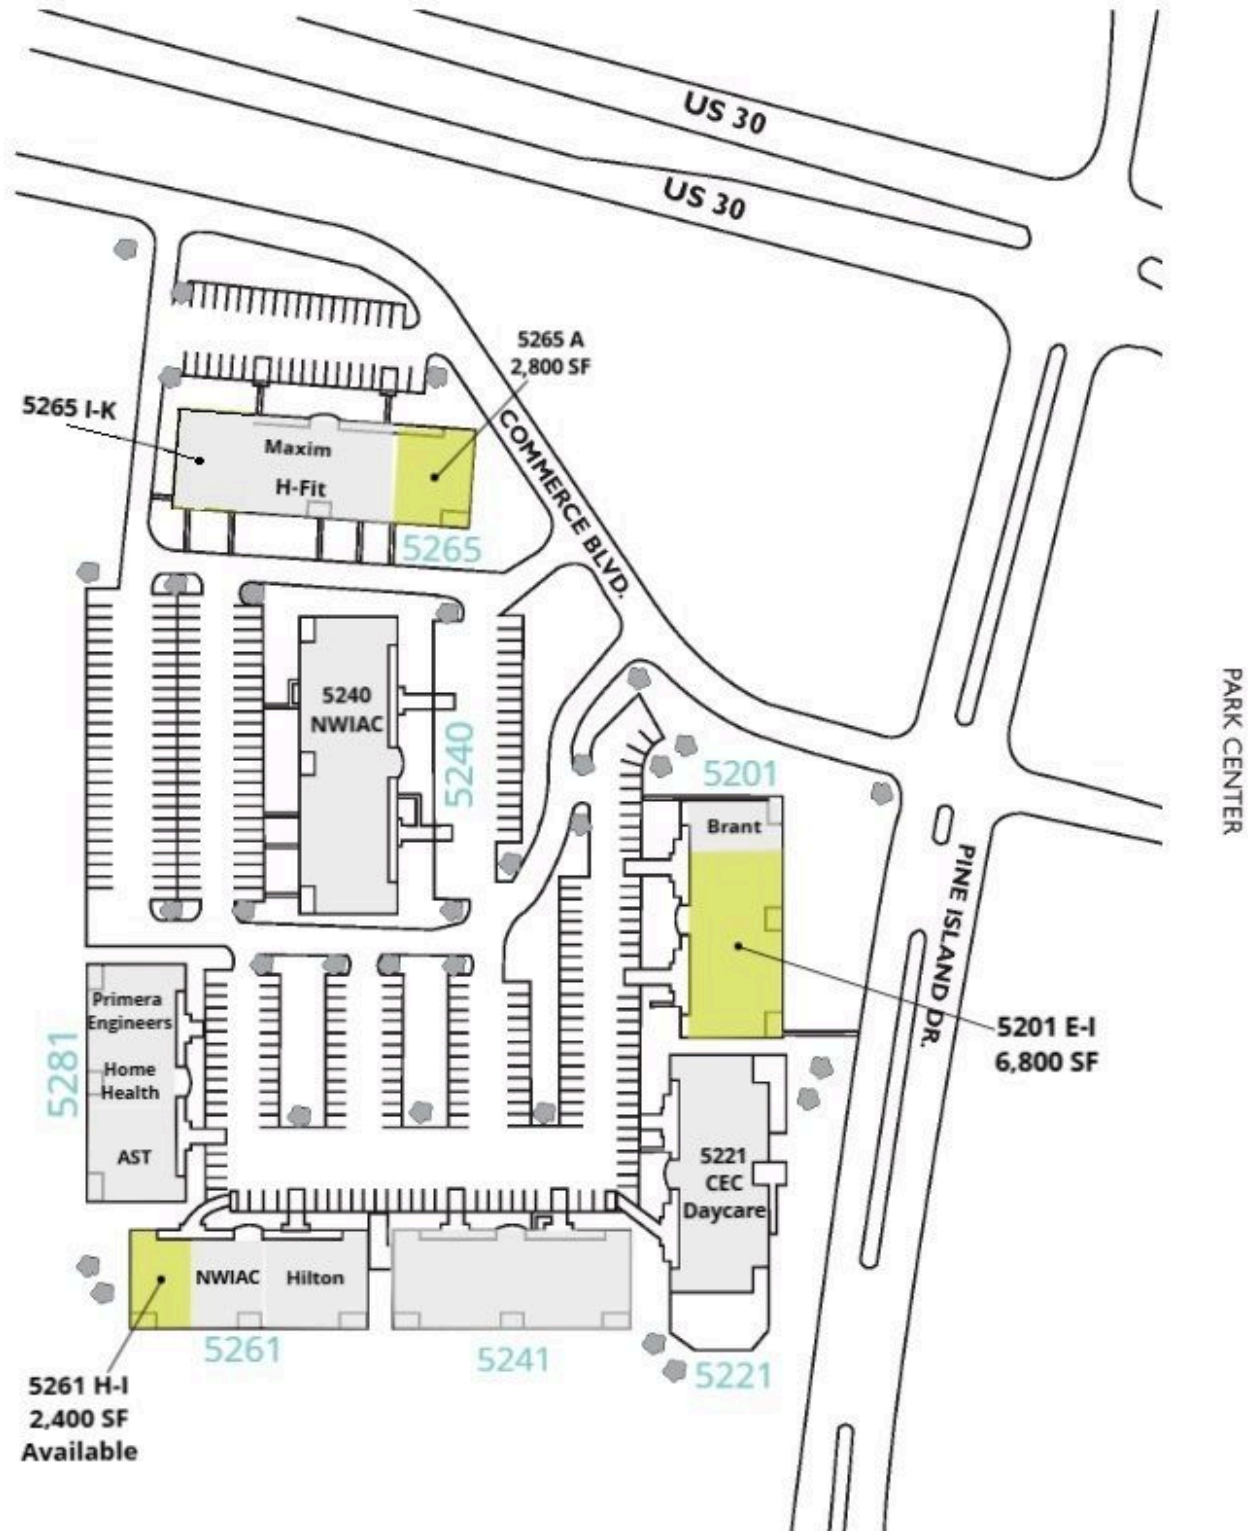 US 30
US 30
5265 A
2,800 SF
5265 I-K
Maxim
H-Fit
COMMERCE BLVD.
5265
5240
NWIAC
5240
PARK CENTER
5201
Brant
PINE ISLAND DR.
5201 E-I
6,800 SF
Primera
Engineers
Home
Health
AST
5281
5221
CEC
Daycare
NWIAC
Hilton
5261
5241
5221
5261 H-I
2,400 SF
Available